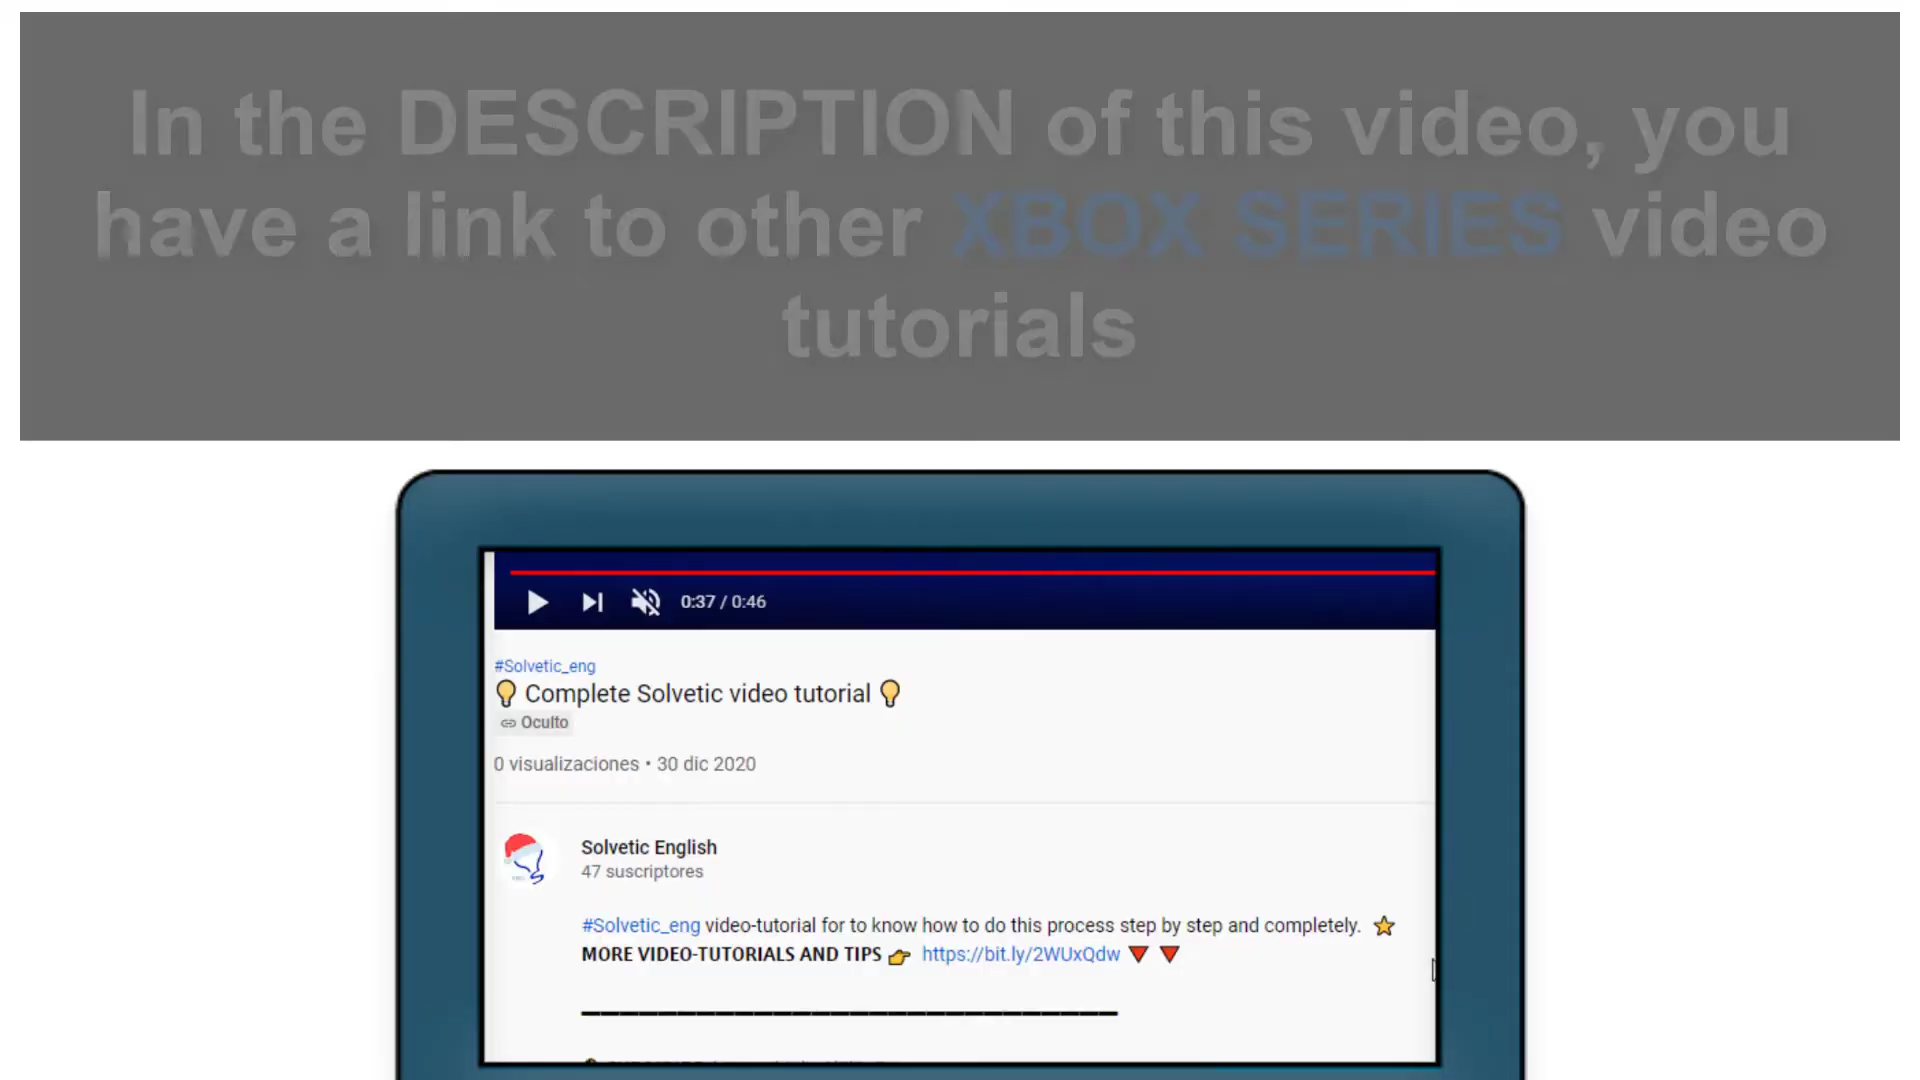 In the DESCRIPTION of this video, you
have a link to other XBOX SERIES video
tutorials
0:37 / 0:46
#Solvetic_eng
Complete Solvetic video tutorial
Oculto
0 visualizaciones • 30 dic 2020
Solvetic English
47 suscriptores
#Solvetic_eng video-tutorial for to know how to do this process step by step and completely.
MORE VIDEO-TUTORIALS AND TIPS 👉 https://bit.ly/2WUxQdw